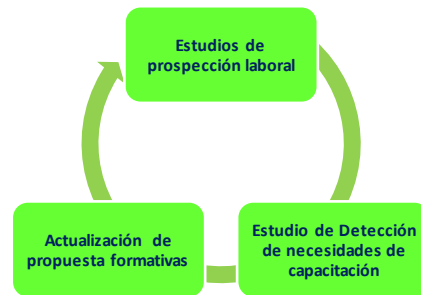 Estudios de
prospección laboral
Actualización de
propuesta formativas
Estudio de Detección
de necesidades de
capacitación